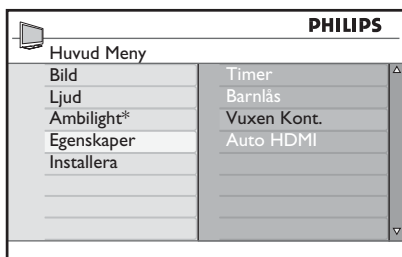 PHILIPS
Huvud Meny
Bild
Ljud
Ambilight*
Egenskaper
Installera
Timer
Barnlås
Vuxen Kont.
Auto HDMI